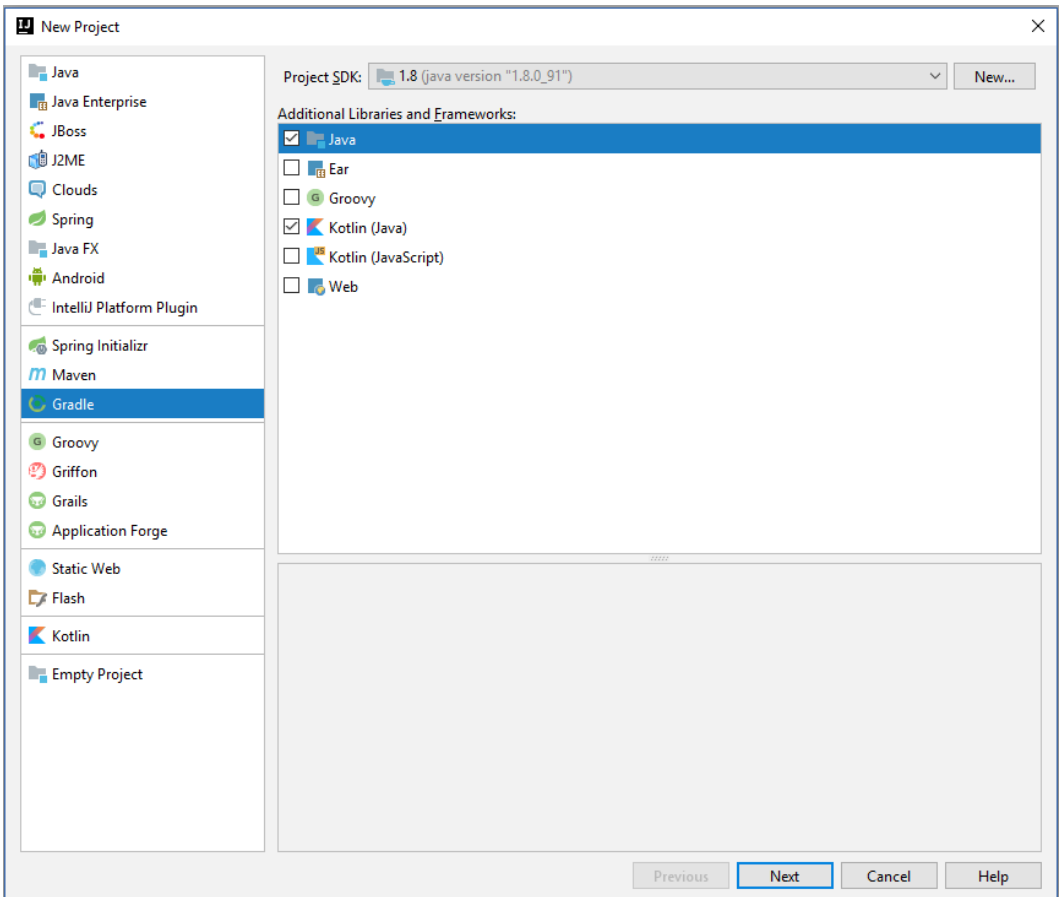 New Project
Java
Java Enterprise
JBoss
J2ME
Clouds
Spring
Java FX
Android
IntelliJ Platform Plugin
Spring Initializr
Maven
Gradle
Groovy
Griffon
Grails
Application Forge
Static Web
Flash
Kotlin
Empty Project
Project SDK: 1.8 (java version "1.8.0_91") New...
Additional Libraries and Frameworks:
Java
Ear
Groovy
Kotlin (Java)
Kotlin (JavaScript)
Web
Previous Next Cancel Help